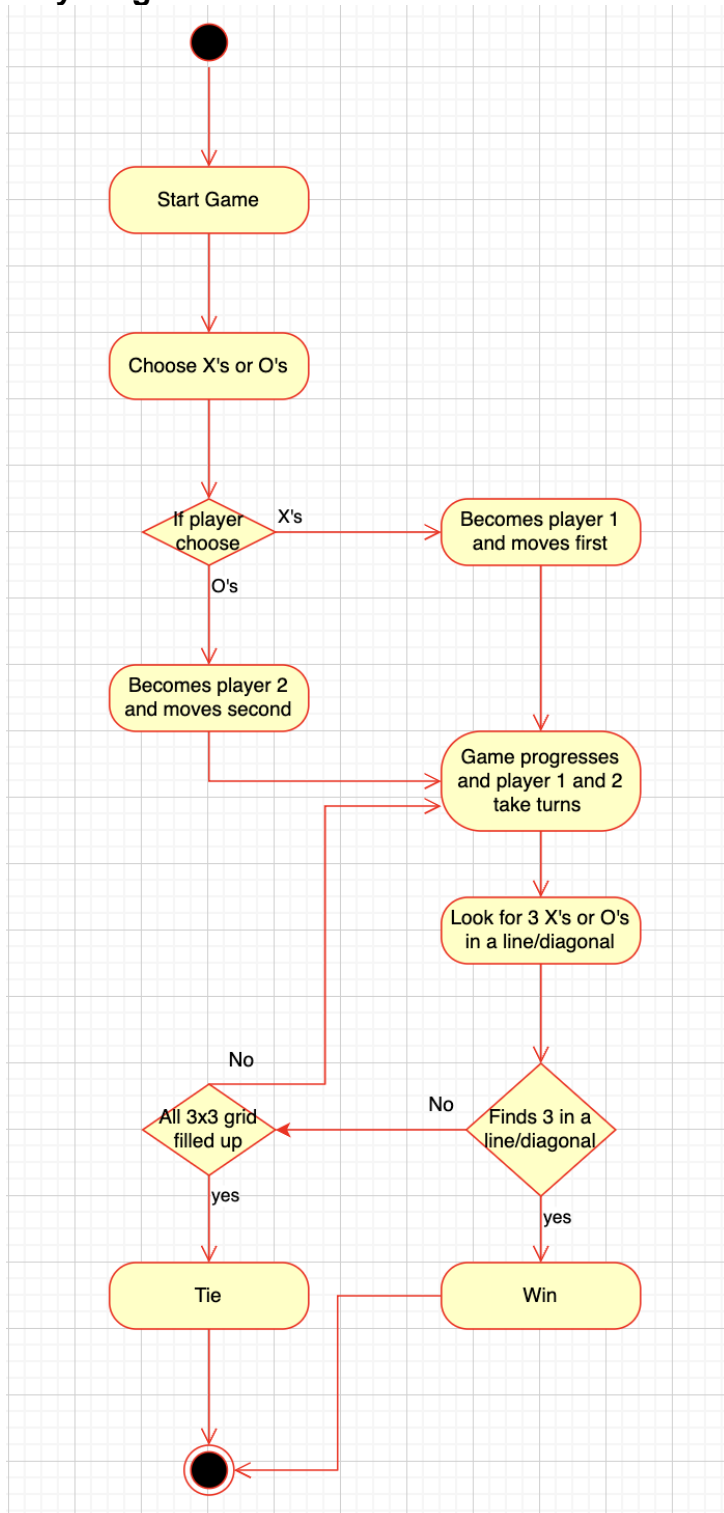 Start Game
Choose X's or O's
If player
choose
X's
Becomes player 1
and moves first
O's
Becomes player 2
and moves second
Game progresses
and player 1 and 2
take turns
Look for 3 X's or O's
in a line/diagonal
No
All 3x3 grid
filled up
No
Finds 3 in a
line/diagonal
yes
yes
Tie
Win